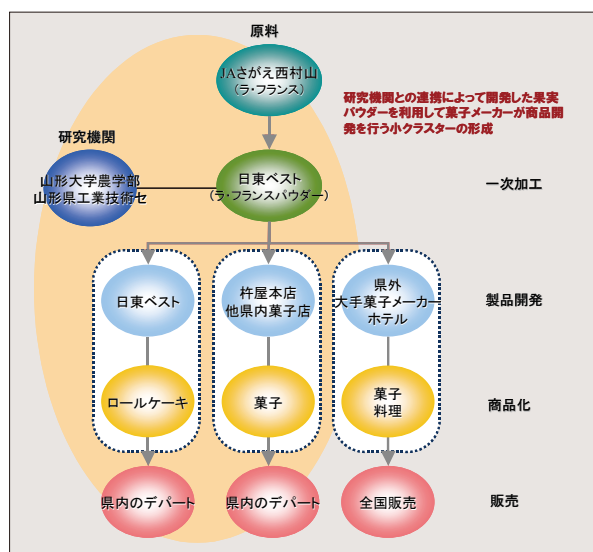 原料
JAさがえ西村山
(ラ・フランス)
研究機関との連携によって開発した果実
パウダーを利用して菓子メーカーが商品開
発を行う小クラスターの形成
研究機関
山形大学農学部
山形県工業技術セ
日東ベスト
(ラ・フランスパウダー)
一次加工
日東ベスト
杵屋本店
他県内菓子店
県外
大手菓子メーカー
ホテル
製品開発
ロールケーキ
菓子
菓子
料理
商品化
県内のデパート
県内のデパート
全国販売
販売